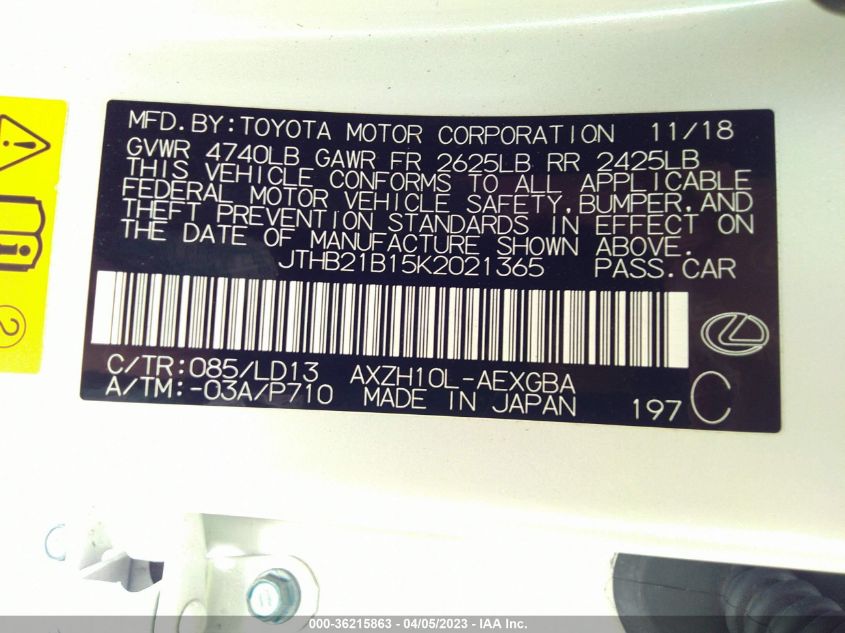 MFD.BY:TOYOTA MOTOR CORPORATION 11/18
GVWR 4740LB GAWR FR 2625LB RR 2425LB
THIS VEHICLE CONFORMS TO ALL APPLICABLE
FEDERAL MOTOR VEHICLE SAFETY,BUMPER,AND
THEFT PREVENTION STANDARDS IN EFFECT ON
THE DATE OF MANUFACTURE SHOWN ABOVE.
JTHB21B15K2021365 PASS.CAR
C/TR:085/LD13 AXZH10L-AEXGBA
A/TM:-03A/P710 MADE IN JAPAN 197 C
2
000-36215863 - 04/05/2023 - IAA Inc.